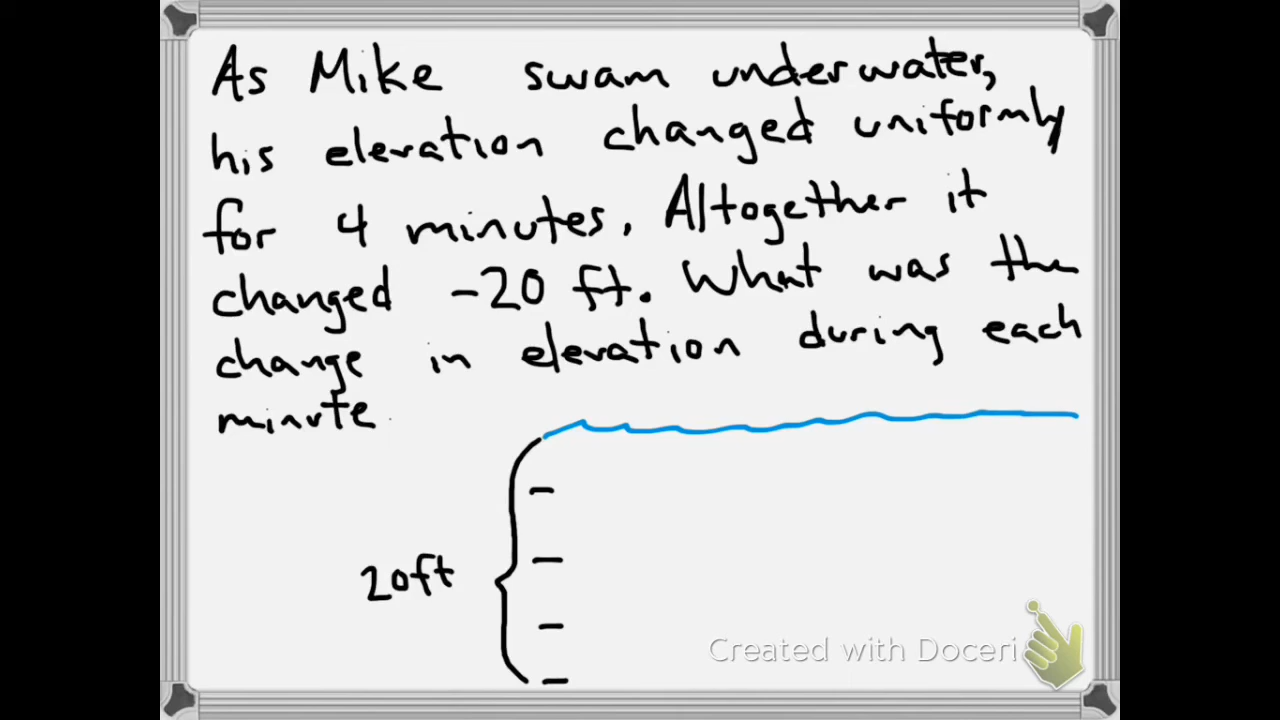 As Mike swam underwater,
his elevation changed uniformly
for 4 minutes. Altogether it
changed -20 ft. What was the
change in elevation during each
minute
20ft
Created with Doceri